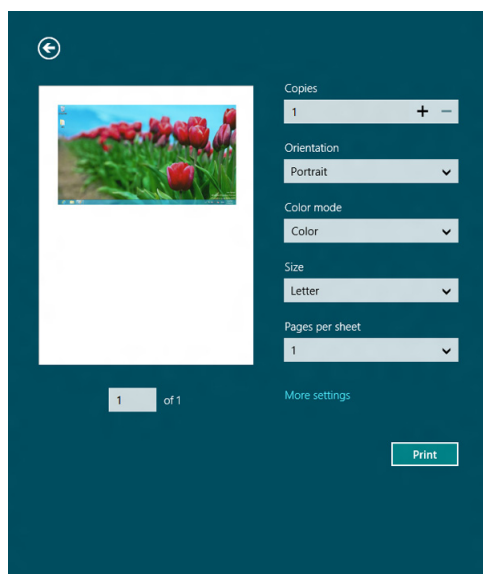 Copies
1
Orientation
Portrait
Color mode
Color
Size
Letter
Pages per sheet
1
1 of 1
More settings
Print